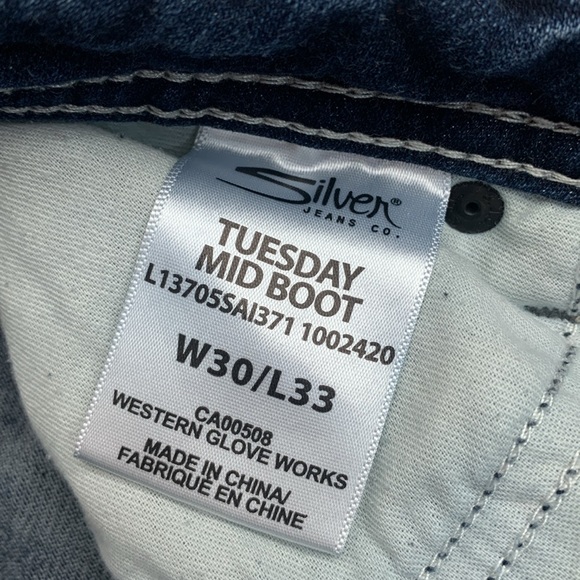 Silver®
JEANS CO.
TUESDAY
MID BOOT
L13705SAI371 1002420
W30/L33
CA00508
WESTERN GLOVE WORKS
MADE IN CHINA/
FABRIQUÉ EN CHINE